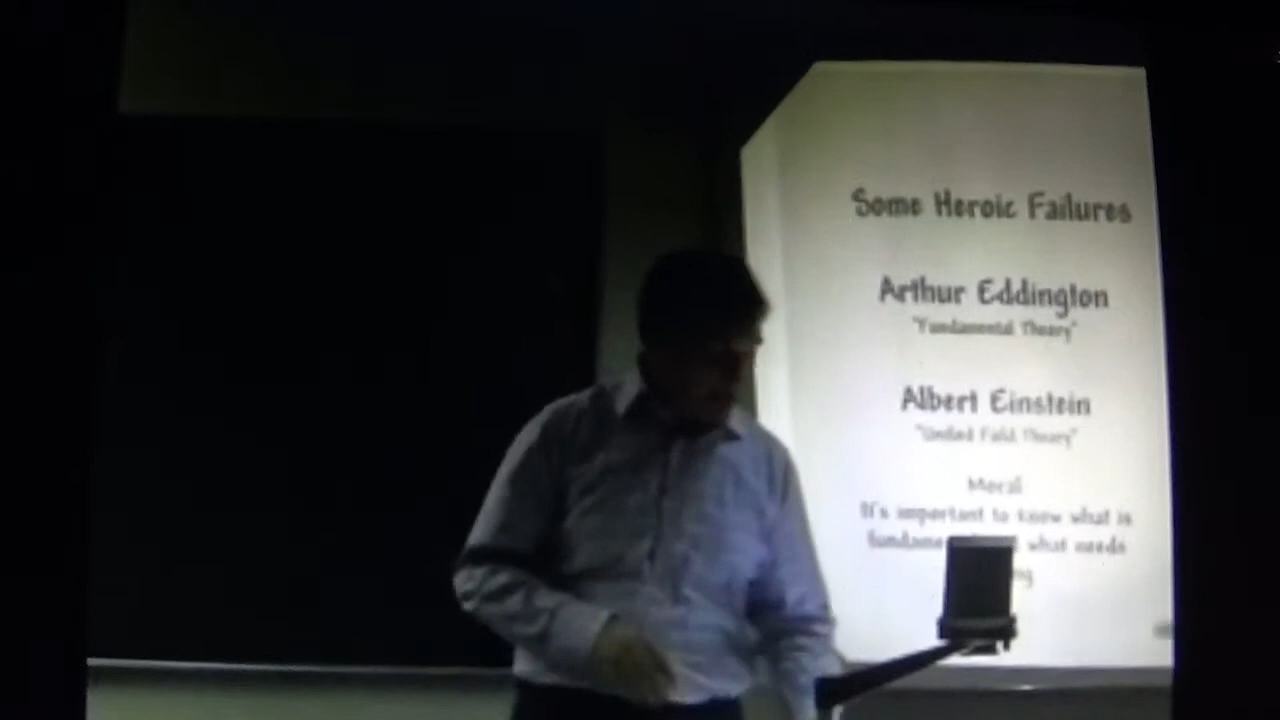 Some Heroic Failures
Arthur Eddington
"Fundamental Theory"
Albert Einstein
"Unified Field Theory"
Moral
It's important to know what is
what needs